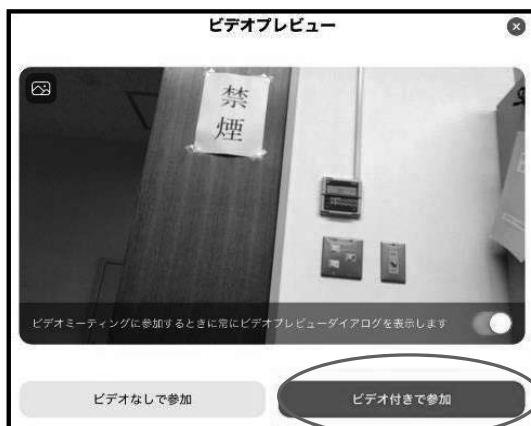 ビデオプレビュー
禁
煙
ビデオミーティングに参加するときに常にビデオプレビューダイアログを表示します
ビデオなしで参加
ビデオ付きで参加